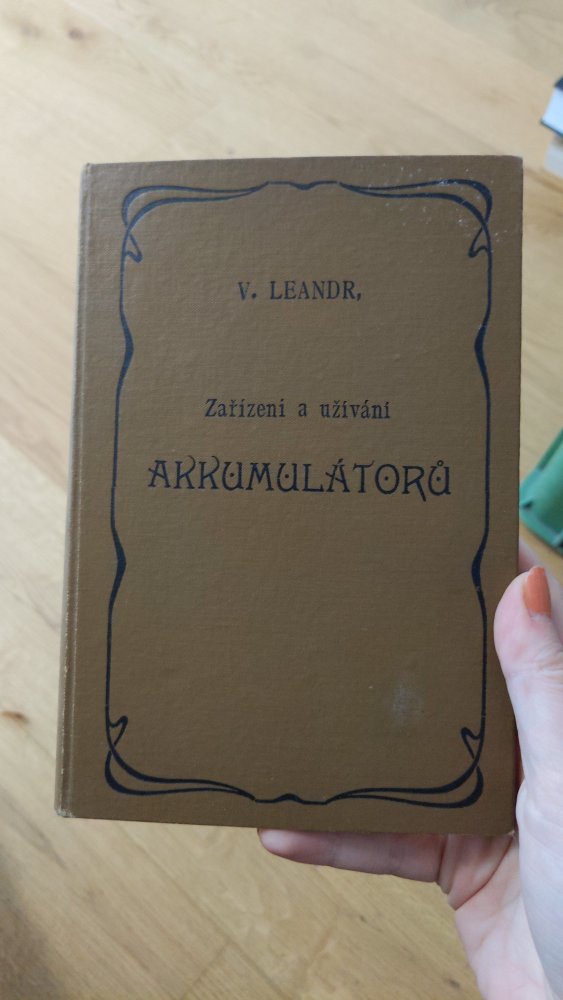 V. LEANDR,
Zařízení a užívání
AKKUMULÁTORŮ